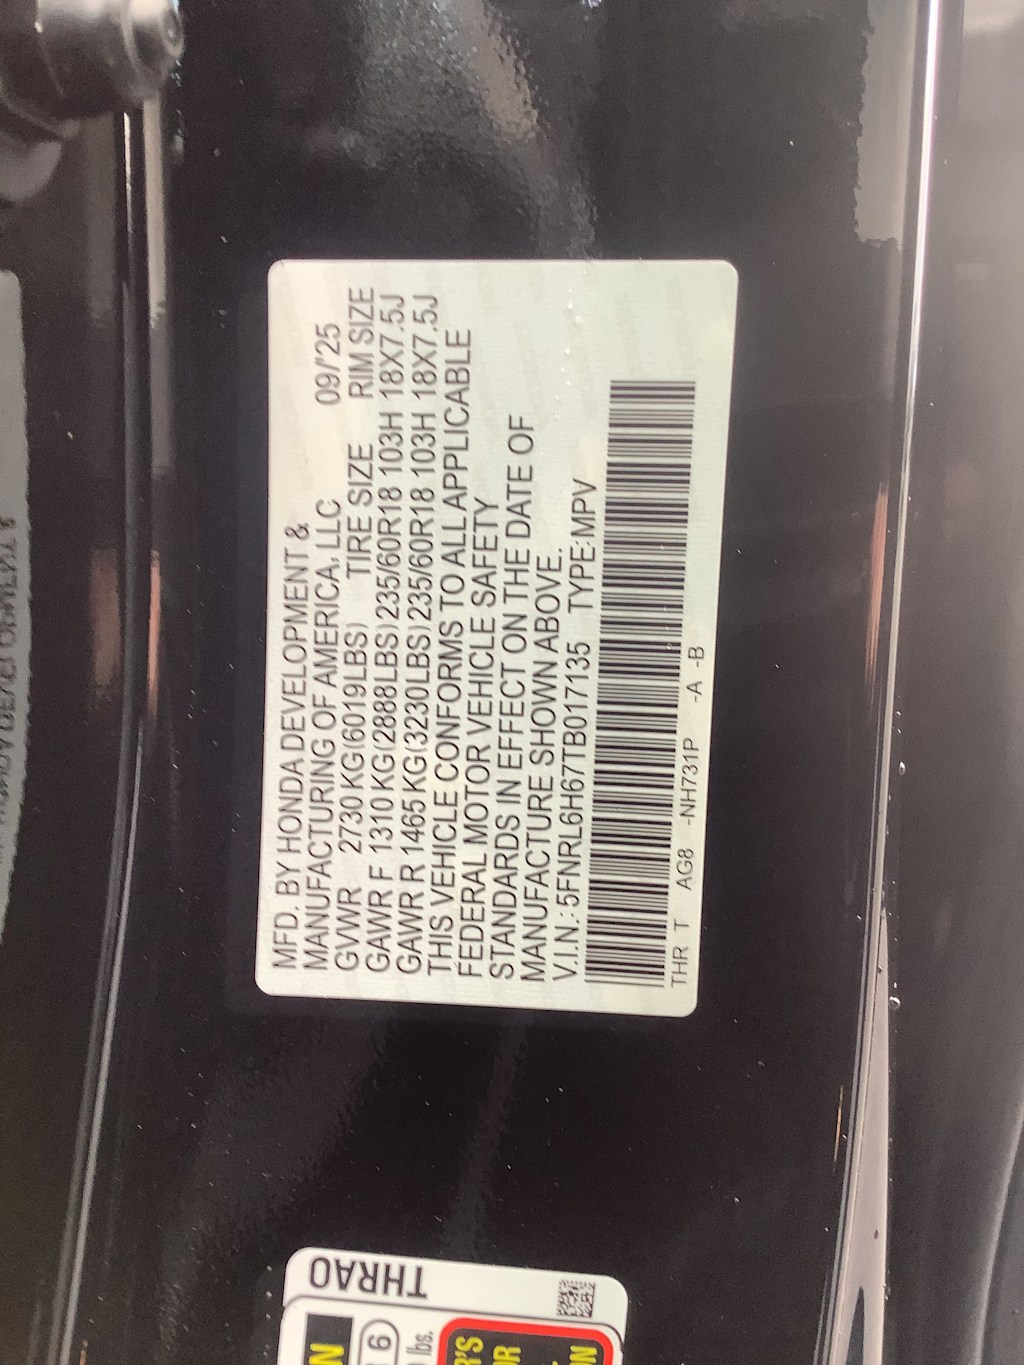 MFD. BY HONDA DEVELOPMENT &
MANUFACTURING OF AMERICA, LLC 09/'25
GVWR 2730 KG(6019LBS) TIRE SIZE RIM SIZE
GAWR F 1310 KG(2888LBS) 235/60R18 103H 18X7.5J
GAWR R 1465 KG(3230LBS) 235/60R18 103H 18X7.5J
THIS VEHICLE CONFORMS TO ALL APPLICABLE
FEDERAL MOTOR VEHICLE SAFETY
STANDARDS IN EFFECT ON THE DATE OF
MANUFACTURE SHOWN ABOVE.
V.I.N.: 5FNRL6H67TB017135 TYPE:MPV
THR T AG8 -NH731P -A -B
THRA0
6
lbs.